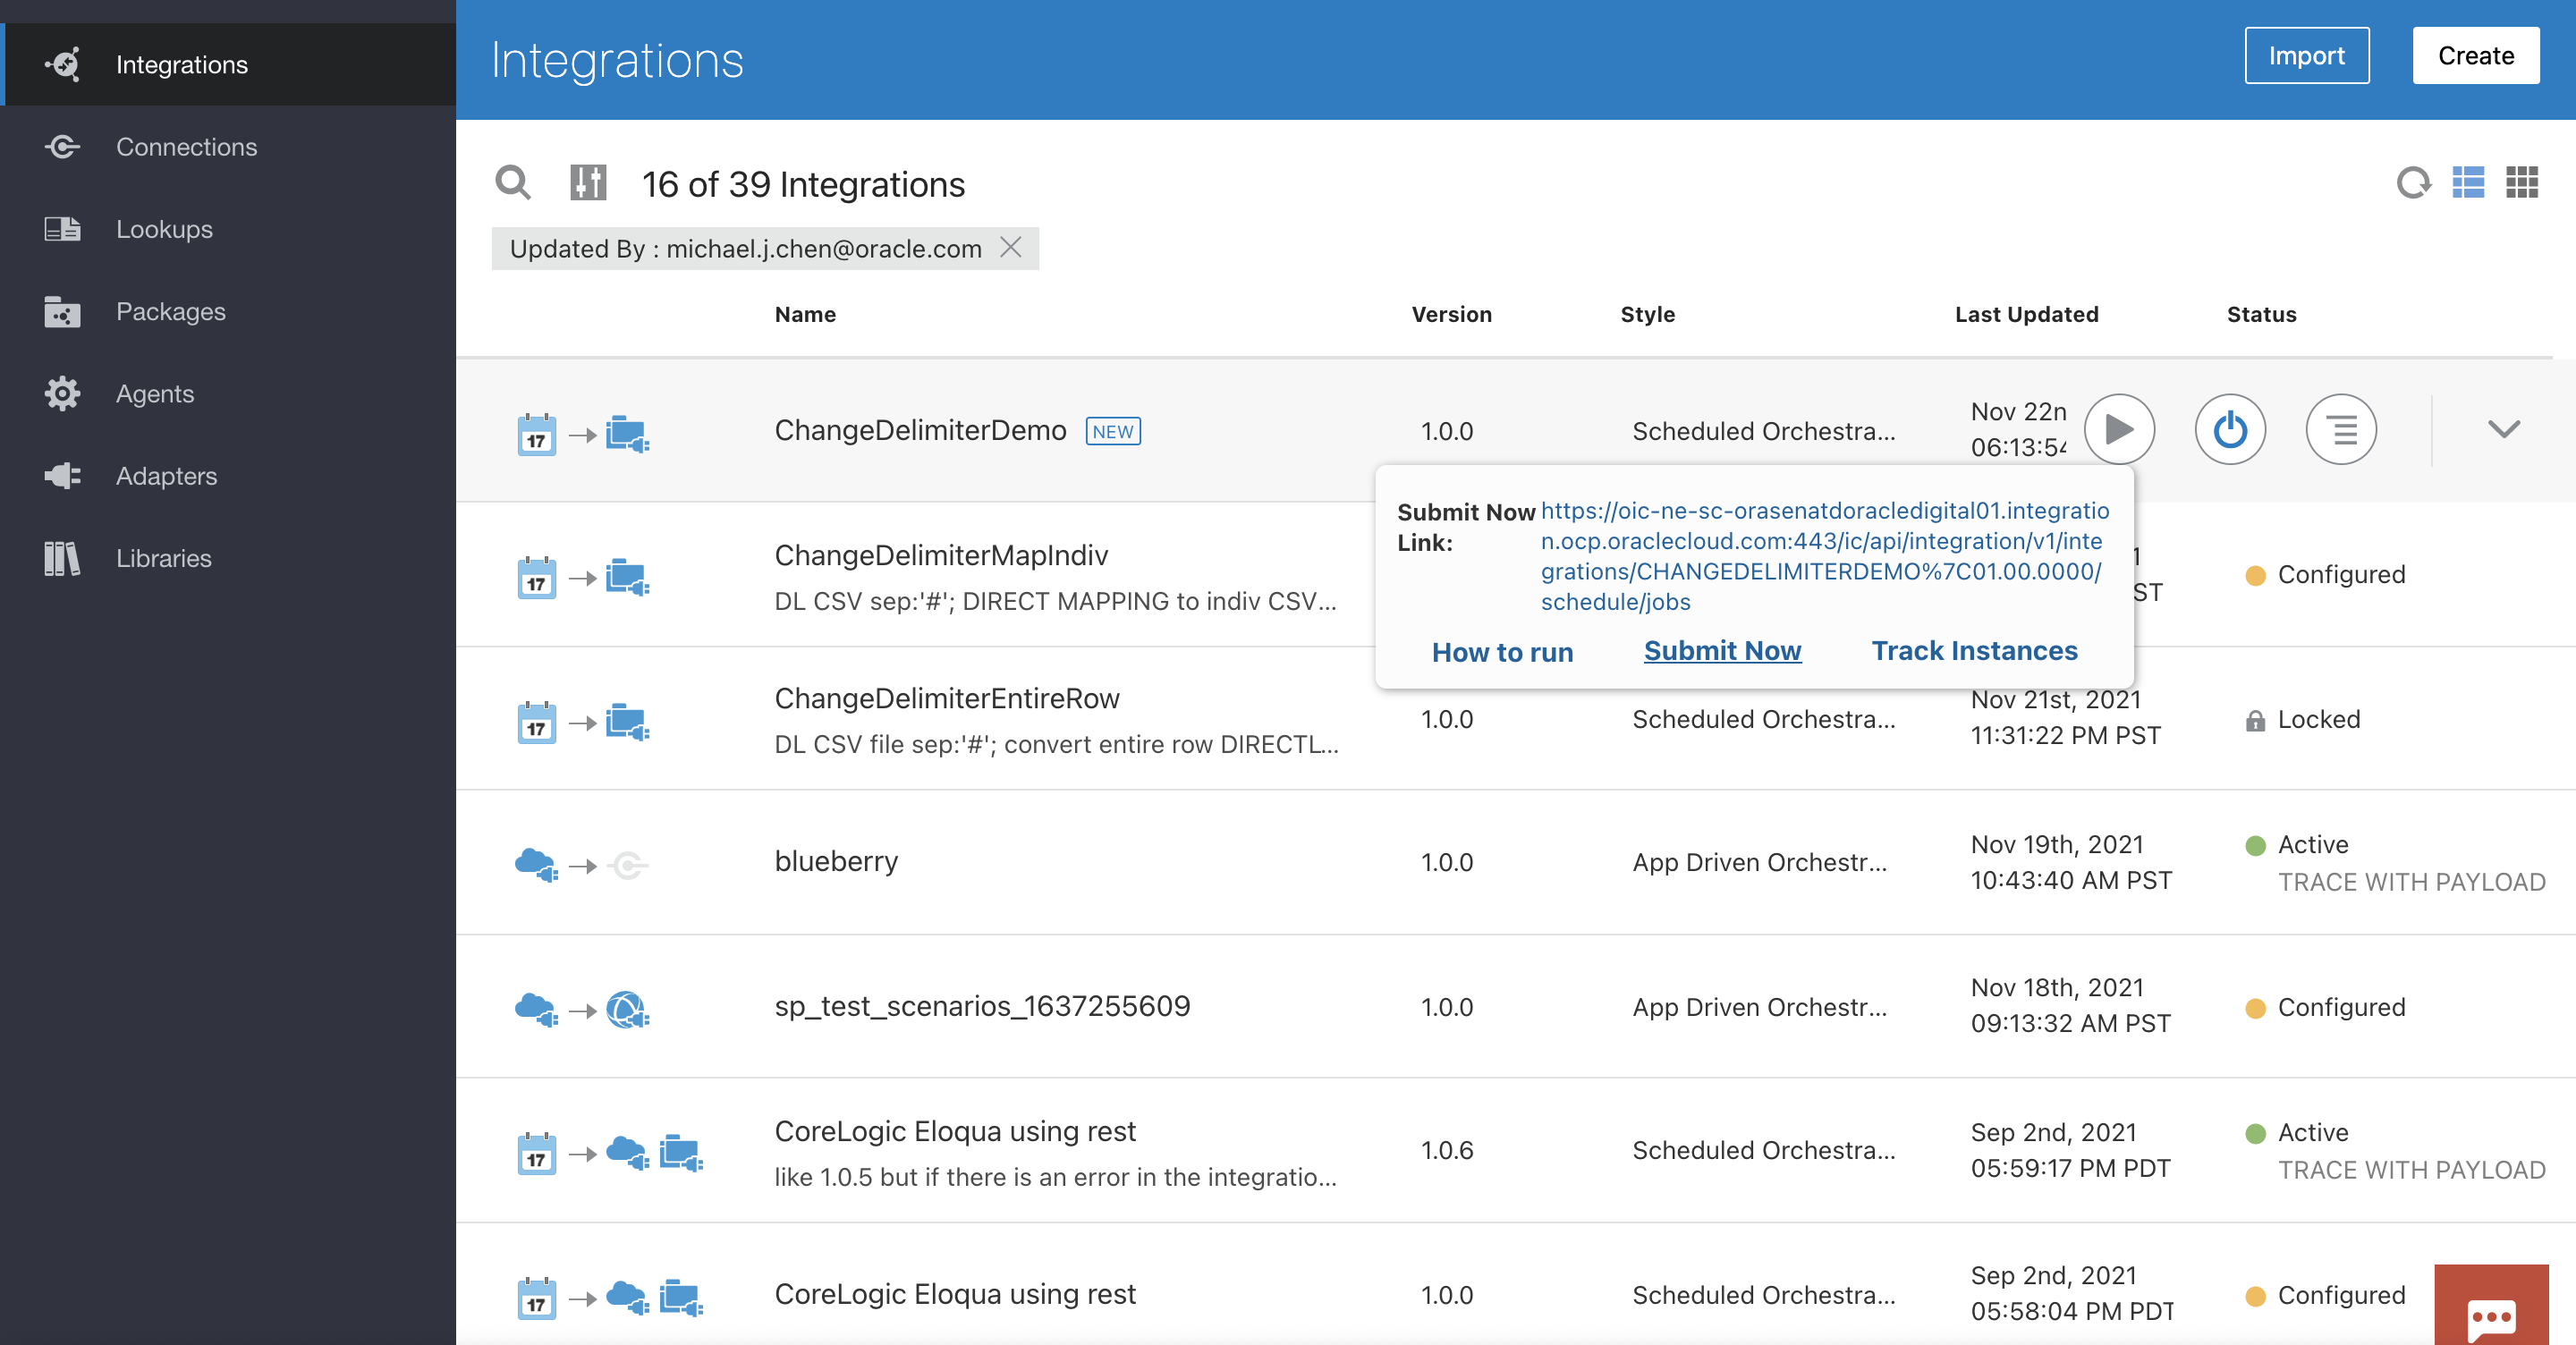 Integrations
Connections
Lookups
Packages
Agents
Adapters
Libraries
Integrations
Import
Create
16 of 39 Integrations
Updated By : michael.j.chen@oracle.com
Name Version Style Last Updated Status
17 ChangeDelimiterDemo NEW 1.0.0 Scheduled Orchestra...
Nov 22n
06:13:54
Submit Now Link:
https://oic-ne-sc-orasenatdoracledigital01.integratio
n.ocp.oraclecloud.com:443/ic/api/integration/v1/inte
grations/CHANGEDELIMITERDEMO%7C01.00.0000/
schedule/jobs
How to run Submit Now Track Instances
17 ChangeDelimiterMapIndiv
DL CSV sep:'#'; DIRECT MAPPING to indiv CSV...
1
ST
Configured
17 ChangeDelimiterEntireRow
DL CSV file sep:'#'; convert entire row DIRECTL...
1.0.0 Scheduled Orchestra...
Nov 21st, 2021
11:31:22 PM PST
Locked
blueberry 1.0.0 App Driven Orchestr...
Nov 19th, 2021
10:43:40 AM PST
Active
TRACE WITH PAYLOAD
sp_test_scenarios_1637255609 1.0.0 App Driven Orchestr...
Nov 18th, 2021
09:13:32 AM PST
Configured
17 CoreLogic Eloqua using rest
like 1.0.5 but if there is an error in the integratio...
1.0.6 Scheduled Orchestra...
Sep 2nd, 2021
05:59:17 PM PDT
Active
TRACE WITH PAYLOAD
17 CoreLogic Eloqua using rest 1.0.0 Scheduled Orchestra...
Sep 2nd, 2021
05:58:04 PM PDT
Configured